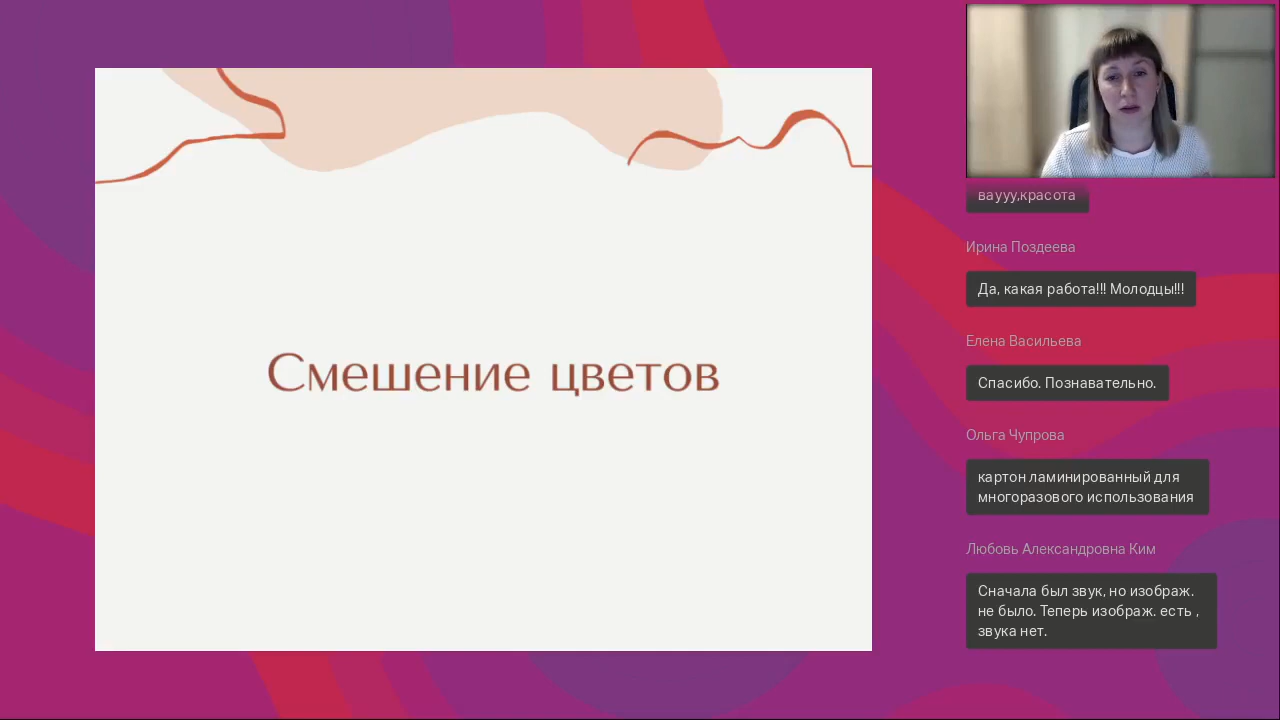 Смешение цветов
ваууу,красота
Ирина Поздеева
Да, какая работа!!! Молодцы!!!
Елена Васильева
Спасибо. Познавательно.
Ольга Чупрова
картон ламинированный для
многоразового использования
Любовь Александровна Ким
Сначала был звук, но изображ.
не было. Теперь изображ. есть ,
звука нет.